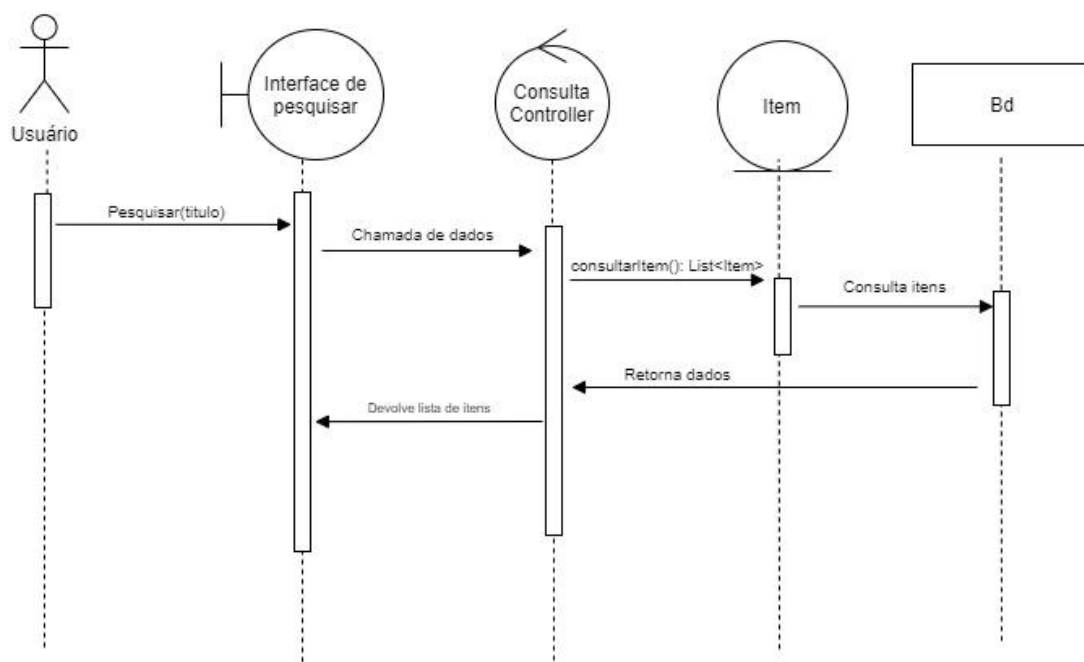 Usuário
Interface de
pesquisar
Consulta
Controller
Item
Bd
Pesquisar(titulo)
Chamada de dados
consultarItem(): List<Item>
Consulta itens
Retorna dados
Devolve lista de itens